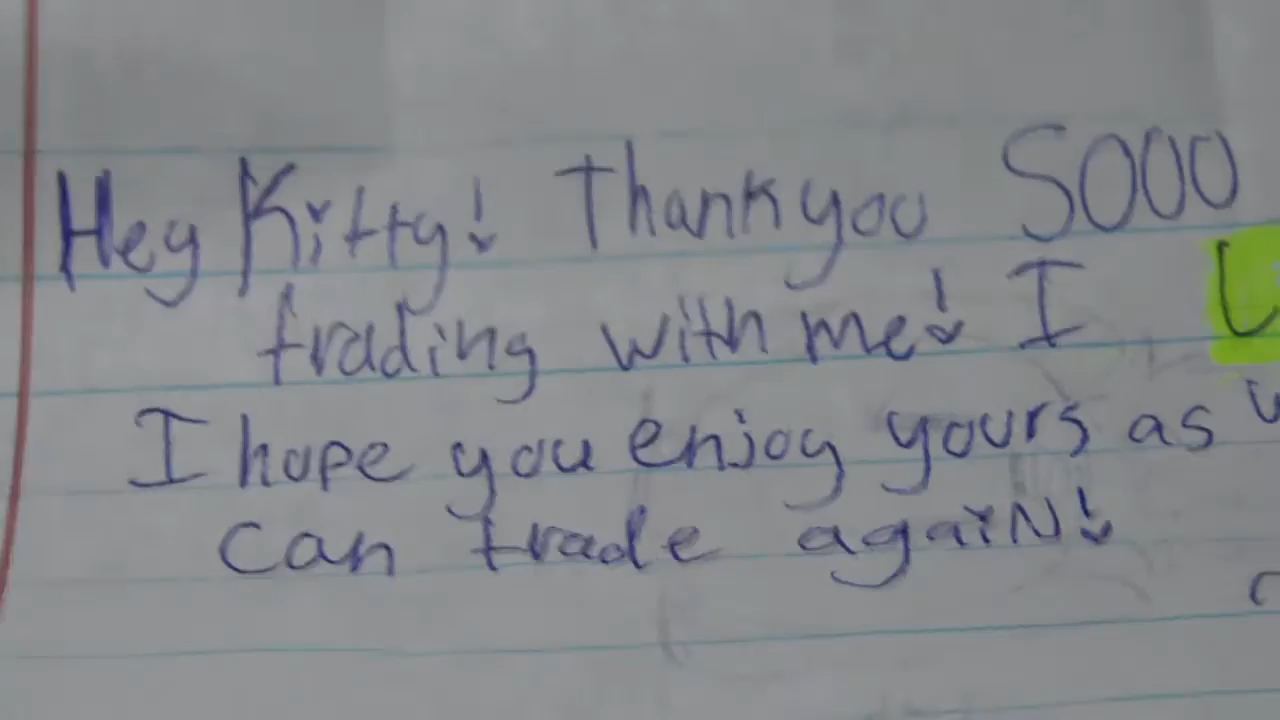 Hey Kitty! Thank you SOOO
trading with me! I
I hope you enjoy yours as
can trade again!